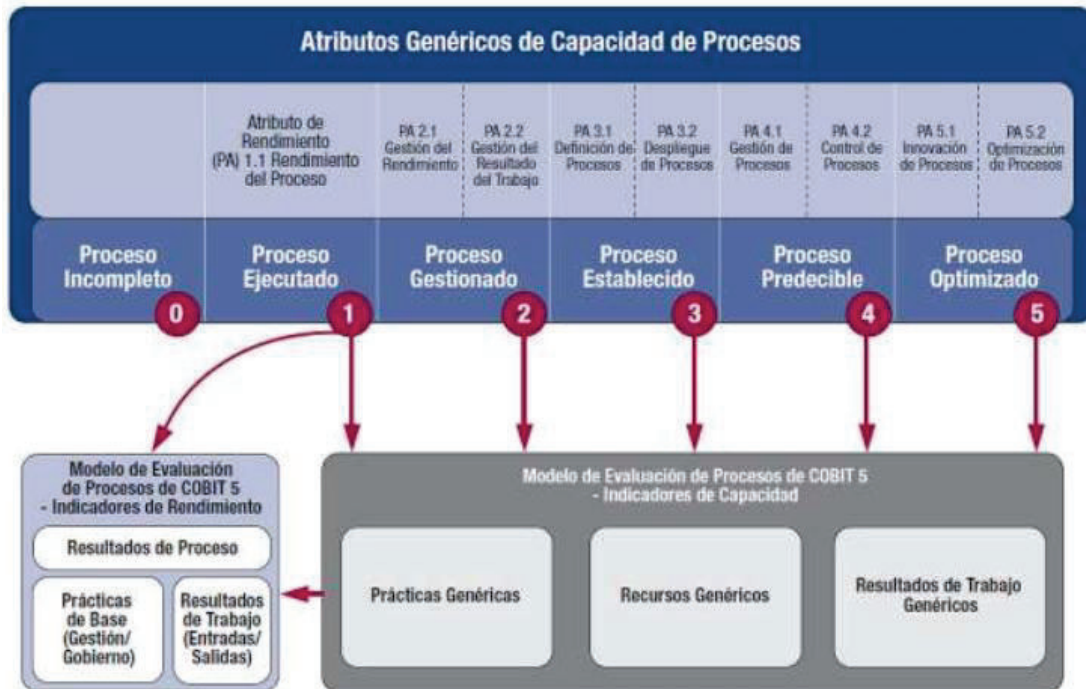 Atributos Genéricos de Capacidad de Procesos
Atributo de
Rendimiento
(PA) 1.1 Rendimiento
del Proceso
PA 2.1
Gestión del
Rendimiento
PA 2.2
Gestión del
Resultado
del Trabajo
PA 3.1
Definición de
Procesos
PA 3.2
Despliegue
de Procesos
PA 4.1
Gestión de
Procesos
PA 4.2
Control de
Procesos
PA 5.1
Innovación
de Procesos
PA 5.2
Optimización
de Procesos
Proceso
Incompleto
0
Proceso
Ejecutado
1
Proceso
Gestionado
2
Proceso
Establecido
3
Proceso
Predecible
4
Proceso
Optimizado
5
Modelo de Evaluación
de Procesos de COBIT 5
- Indicadores de Rendimiento
Resultados de Proceso
Prácticas
de Base
(Gestión/
Gobierno)
Resultados
de Trabajo
(Entradas/
Salidas)
Modelo de Evaluación de Procesos de COBIT 5
- Indicadores de Capacidad
Prácticas Genéricas
Recursos Genéricos
Resultados de Trabajo
Genéricos